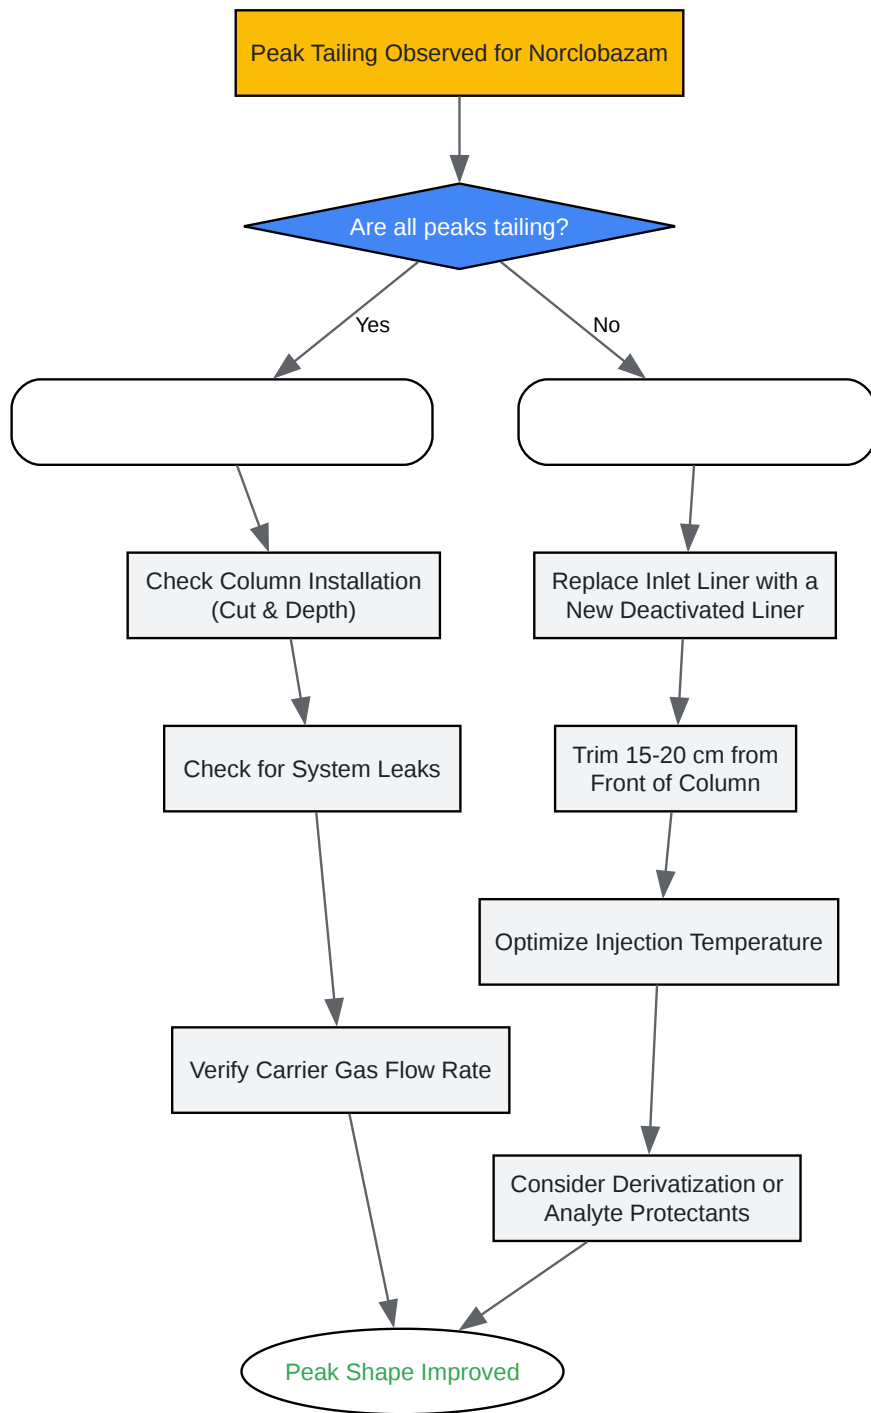 Peak Tailing Observed for Norclobazam
Are all peaks tailing?
Yes
No
Check Column Installation
(Cut & Depth)
Replace Inlet Liner with a
New Deactivated Liner
Check for System Leaks
Trim 15-20 cm from
Front of Column
Optimize Injection Temperature
Verify Carrier Gas Flow Rate
Consider Derivatization or
Analyte Protectants
Peak Shape Improved